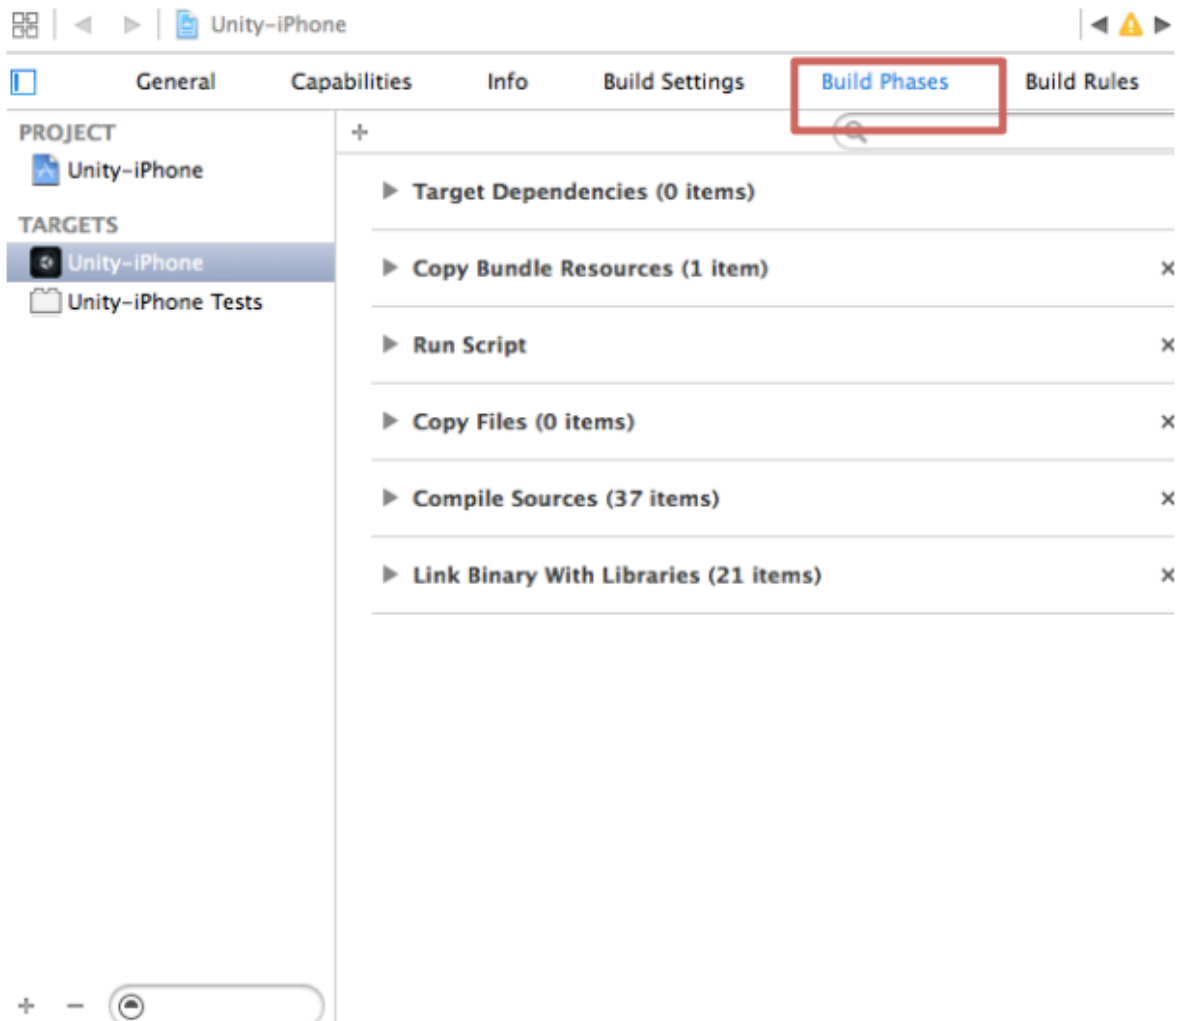 Unity-iPhone
General Capabilities Info Build Settings Build Phases Build Rules
PROJECT
Unity-iPhone
TARGETS
Unity-iPhone
Unity-iPhone Tests
Target Dependencies (0 items)
Copy Bundle Resources (1 item)
Run Script
Copy Files (0 items)
Compile Sources (37 items)
Link Binary With Libraries (21 items)